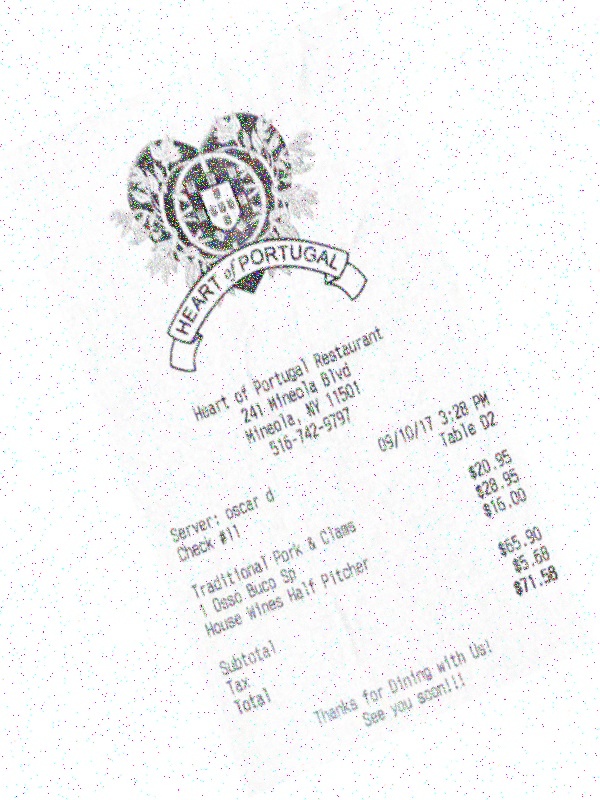 HEART of PORTUGAL
Heart of Portugal Restaurant
241 Mineola Blvd
Mineola, NY 11501
516-742-9797
09/10/17 3:28 PM
Server: oscar d Table 02
Check #11
Traditional Pork & Clams $20.95
1 Osso Buco Sp $28.95
House Wines Half Pitcher $16.00
Subtotal $65.90
Tax $5.68
Total $71.58
Thanks for Dining with Us!
See you soon!!!